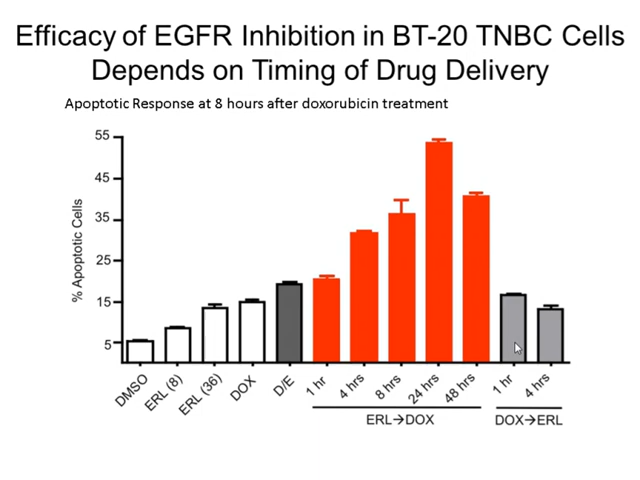 Efficacy of EGFR Inhibition in BT-20 TNBC Cells
Depends on Timing of Drug Delivery
Apoptotic Response at 8 hours after doxorubicin treatment
% Apoptotic Cells
55
45
35
25
15
5
DMSO
ERL (8)
ERL (36)
DOX
D/E
1 hr
4 hrs
8 hrs
24 hrs
48 hrs
1 hr
4 hrs
ERL→DOX
DOX→ERL